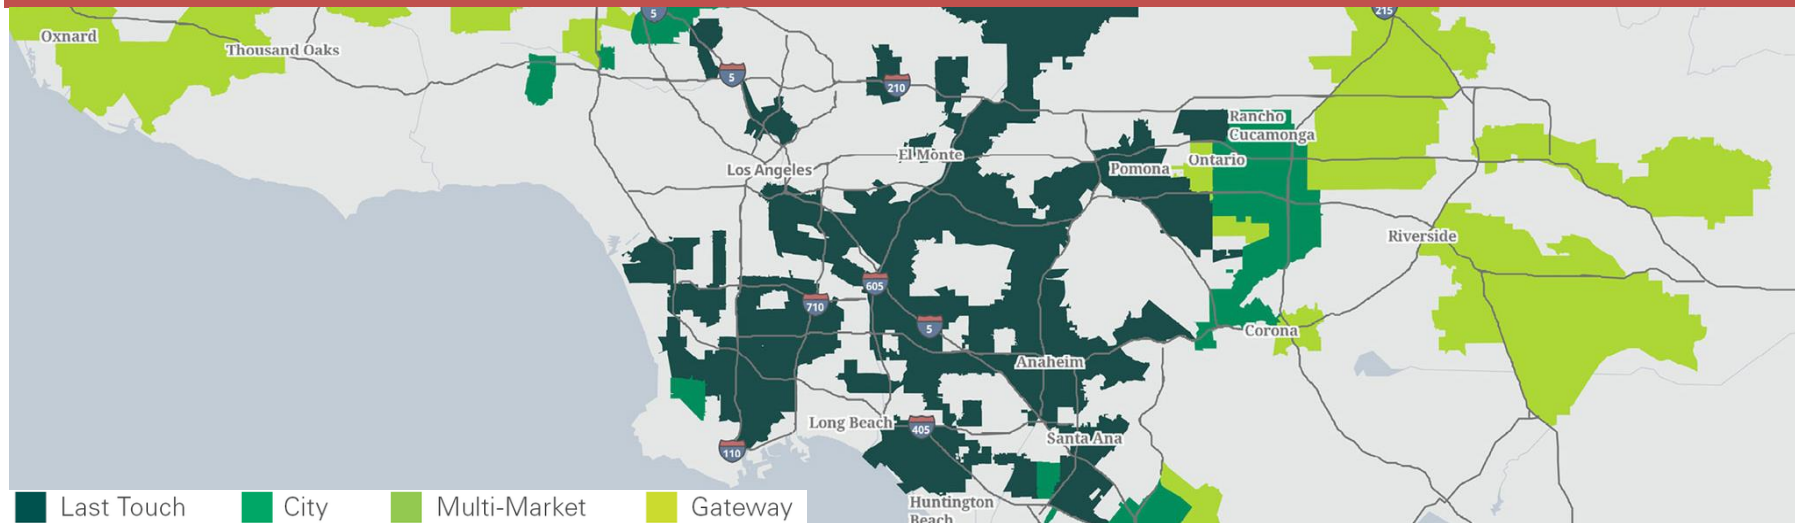 5
215
Oxnard
Thousand Oaks
5
210
Rancho
Cucamonga
El Monte
Ontario
Los Angeles
Pomona
Riverside
605
710
5
Corona
Anaheim
Long Beach
405
Santa Ana
110
Huntington
Beach
Last Touch
City
Multi-Market
Gateway